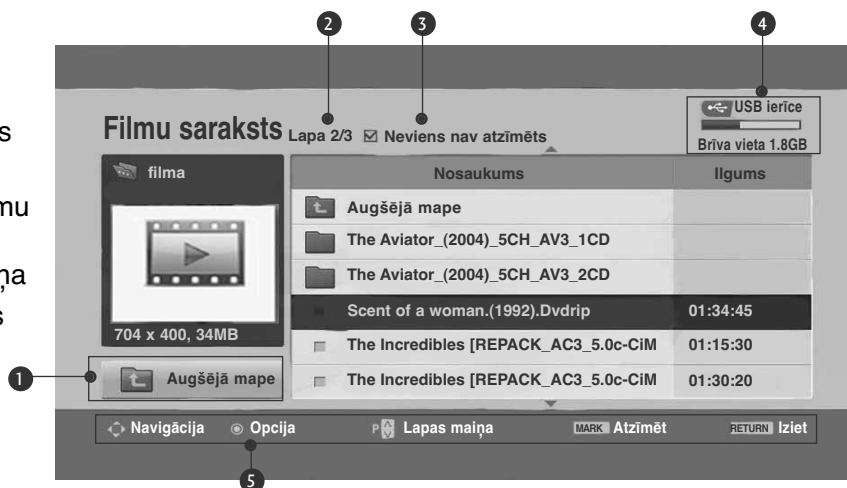 2
3
4
s
mu
ņa
s
USB ierīce
Brīva vieta 1.8GB
Filmu saraksts Lapa 2/3 Neviens nav atzīmēts
filma
704 x 400, 34MB
Nosaukums Ilgums
Augšējā mape
The Aviator_(2004)_5CH_AV3_1CD
The Aviator_(2004)_5CH_AV3_2CD
Scent of a woman.(1992).Dvdrip 01:34:45
The Incredibles [REPACK_AC3_5.0c-CiM 01:15:30
The Incredibles [REPACK_AC3_5.0c-CiM 01:30:20
1
Augšējā mape
Navigācija Opcija P Lapas maiņa MARK Atzīmēt RETURN Iziet
5